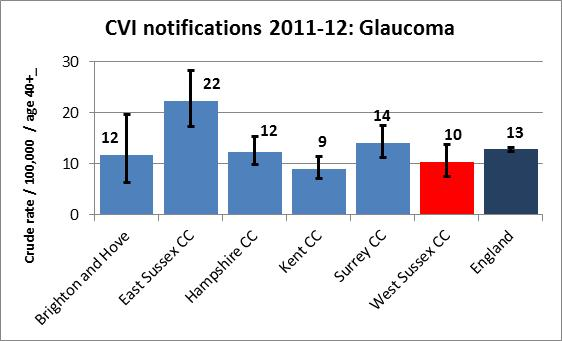 CVI notifications 2011-12: Glaucoma
Crude rate / 100,000 / age 40+_
30
20
10
0
12
22
12
9
14
10
13
Brighton and Hove
East Sussex CC
Hampshire CC
Kent CC
Surrey CC
West Sussex CC
England